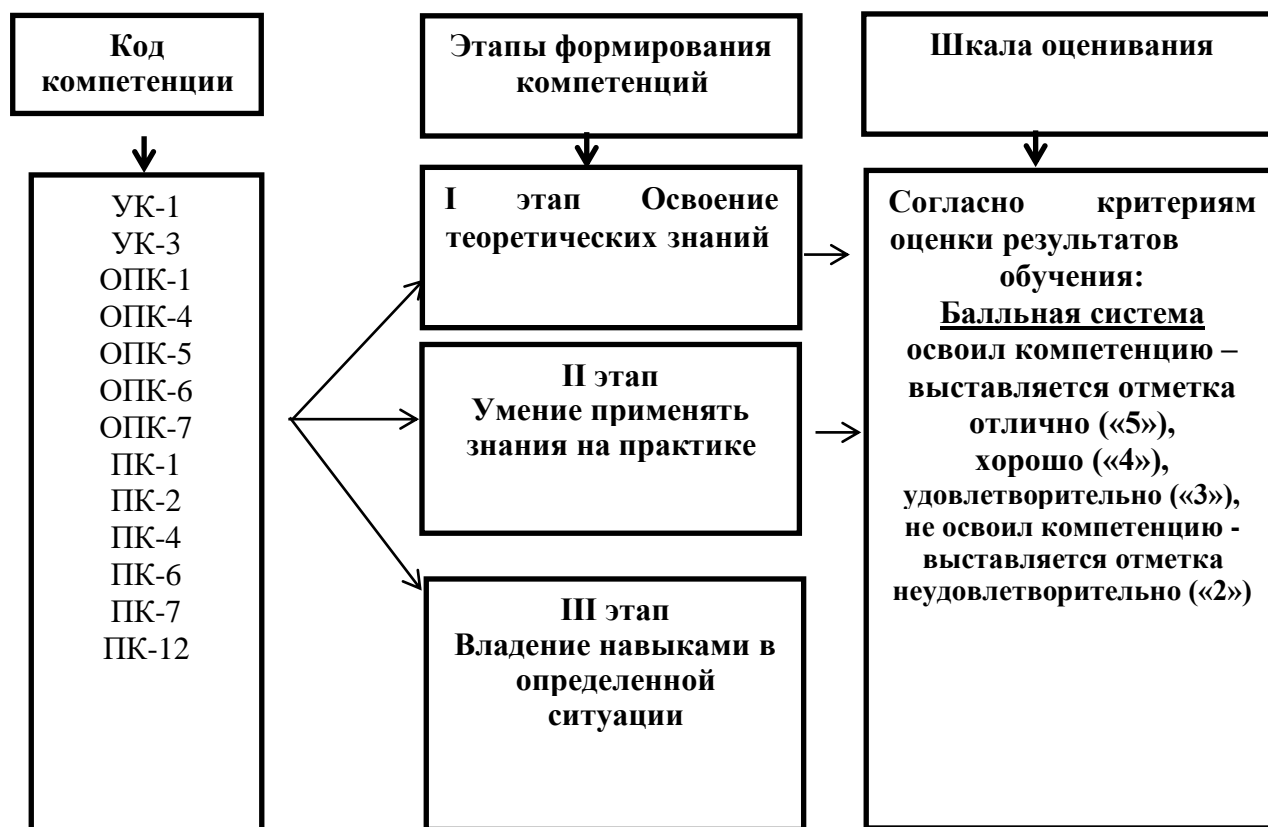 Код
компетенции
Этапы формирования
компетенций
Шкала оценивания
УК-1
УК-3
ОПК-1
ОПК-4
ОПК-5
ОПК-6
ОПК-7
ПК-1
ПК-2
ПК-4
ПК-6
ПК-7
ПК-12
I этап Освоение
теоретических знаний
II этап
Умение применять
знания на практике
III этап
Владение навыками в
определенной
ситуации
Согласно критериям
оценки результатов
обучения:
Балльная система
освоил компетенцию –
выставляется отметка
отлично («5»),
хорошо («4»),
удовлетворительно («3»),
не освоил компетенцию -
выставляется отметка
неудовлетворительно («2»)